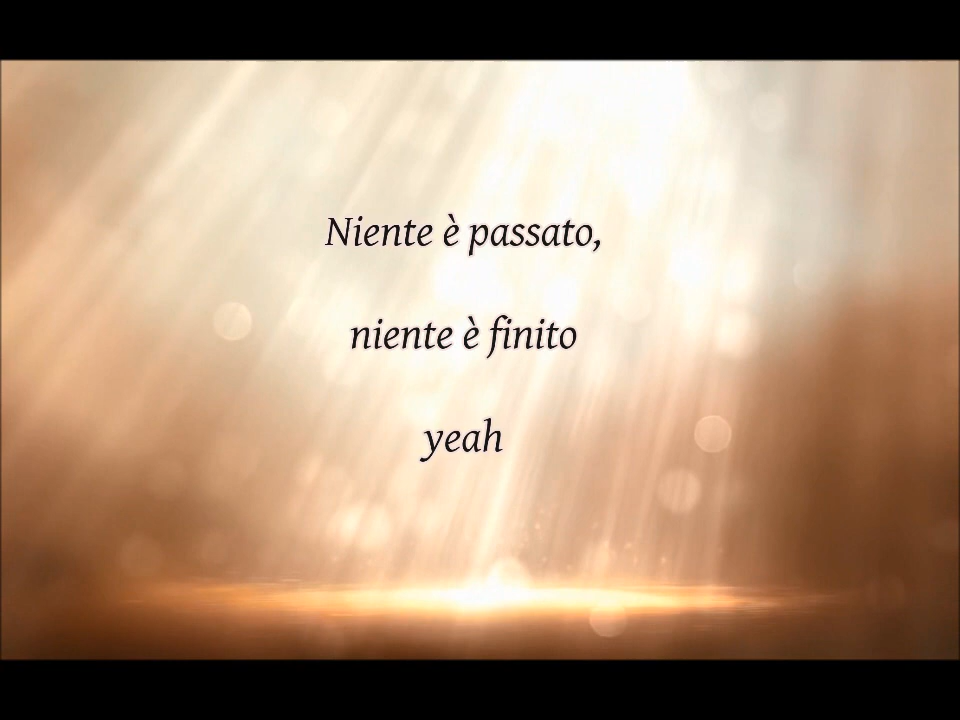 Niente è passato,
niente è finito
yeah